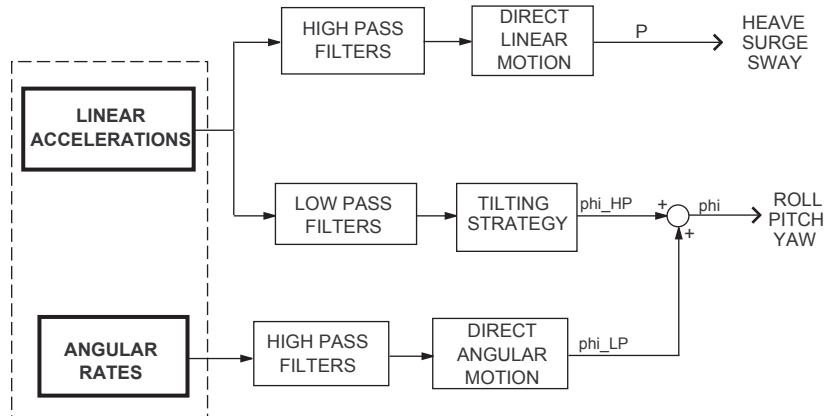 HIGH PASS
FILTERS
DIRECT
LINEAR
MOTION
P
HEAVE
SURGE
SWAY
LINEAR
ACCELERATIONS
LOW PASS
FILTERS
TILTING
STRATEGY
phi_HP
+
+
phi
ROLL
PITCH
YAW
ANGULAR
RATES
HIGH PASS
FILTERS
DIRECT
ANGULAR
MOTION
phi_LP